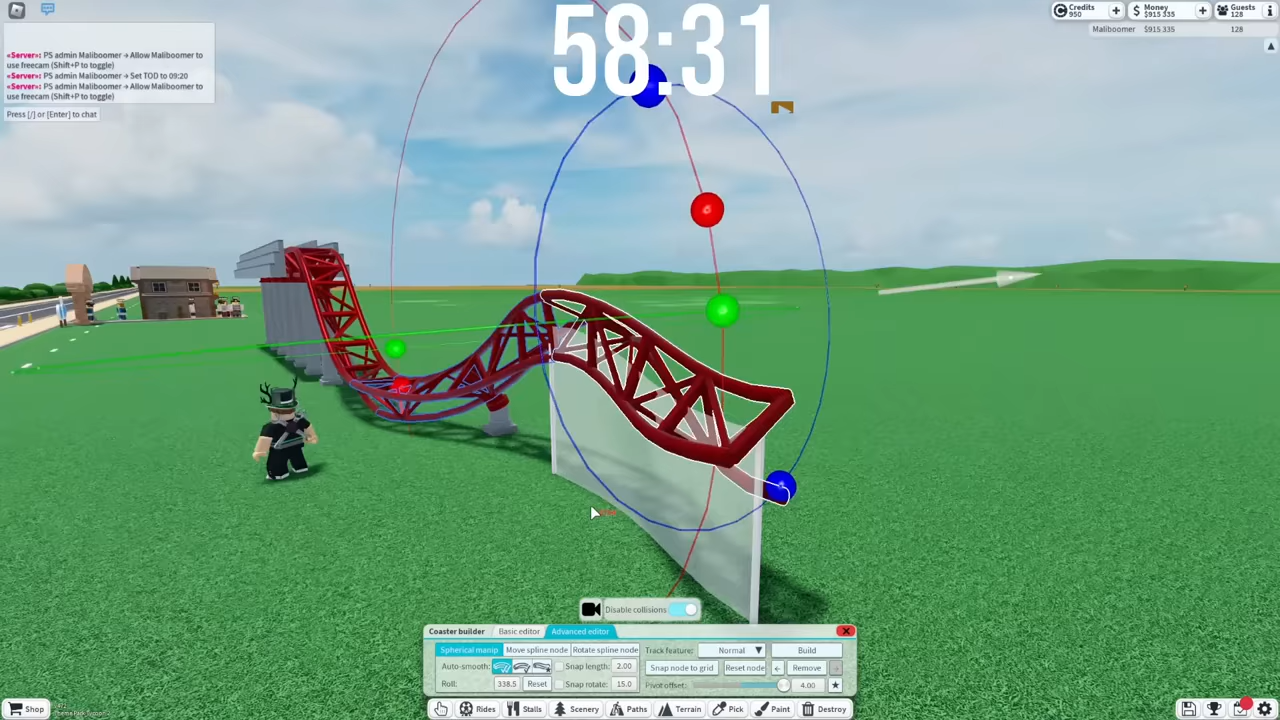 58:31
Credits
950
Money
$915 335
Guests
128
Maliboomer $915 335 128
«Server»: PS admin Maliboomer → Allow Maliboomer to
use freecam (Shift+P to toggle)
«Server»: PS admin Maliboomer → Set TOD to 09:20
«Server»: PS admin Maliboomer → Allow Maliboomer to
use freecam (Shift+P to toggle)
Press [/] or [Enter] to chat
Disable collisions
Coaster builder Basic editor Advanced editor X
Spherical manip Move spline node Rotate spline node Track feature: Normal Build
Auto-smooth: Snap length: 2.00 Snap node to grid Reset node Remove
Roll: 338.5 Reset Snap rotate: 15.0 Pivot offset: 4.00
Shop Rides Stalls Scenery Paths Terrain Pick Paint Destroy